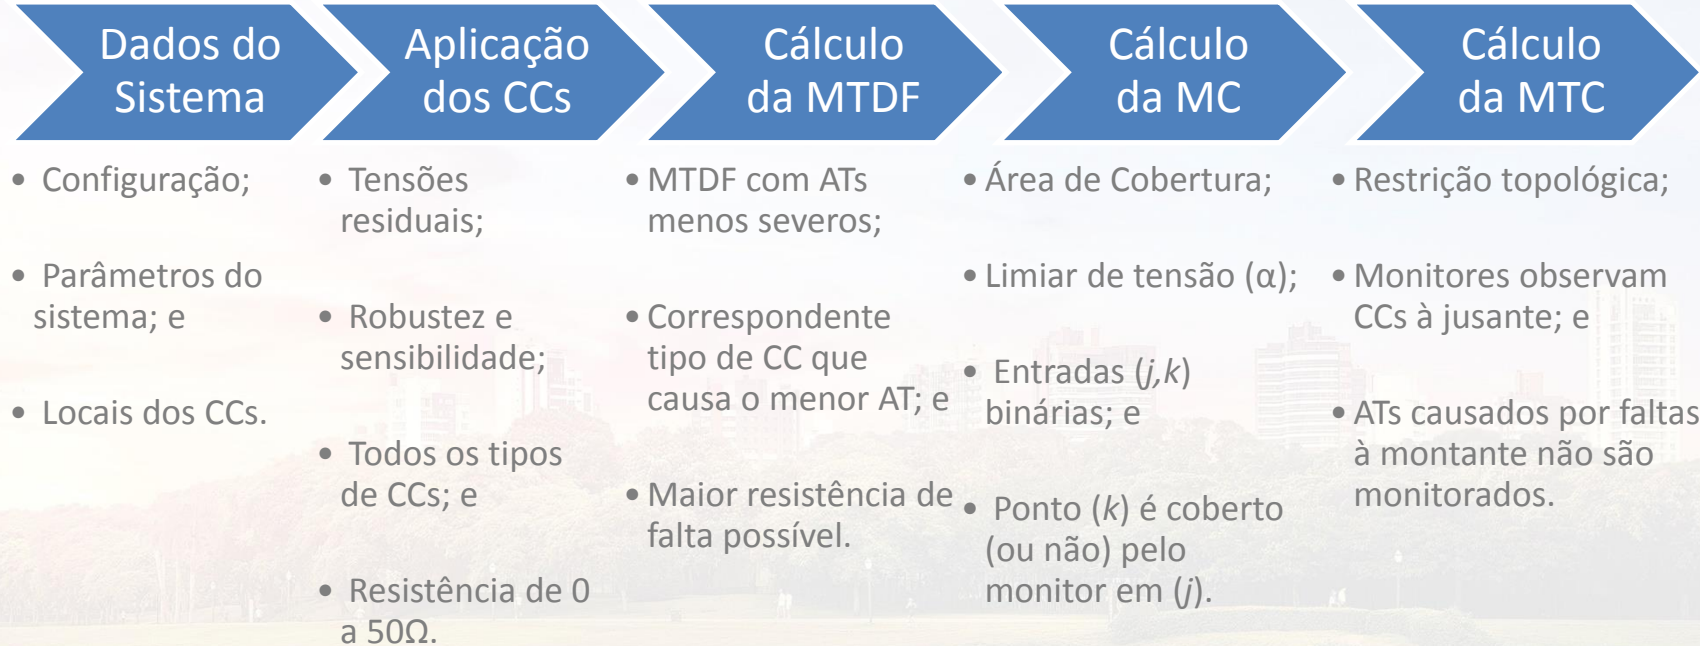 Dados do
Sistema
• Configuração;
• Parâmetros do
sistema; e
• Locais dos CCs.
Aplicação
dos CCs
• Tensões
residuais;
• Robustez e
sensibilidade;
• Todos os tipos
de CCs; e
• Resistência de 0
a 50Ω.
Cálculo
da MTDF
• MTDF com ATs
menos severos;
• Correspondente
tipo de CC que
causa o menor AT; e
• Maior resistência de
falta possível.
Cálculo
da MC
• Área de Cobertura;
• Limiar de tensão (α);
• Entradas (j,k)
binárias; e
• Ponto (k) é coberto
(ou não) pelo
monitor em (j).
Cálculo
da MTC
• Restrição topológica;
• Monitores observam
CCs à jusante; e
• ATs causados por faltas
à montante não são
monitorados.